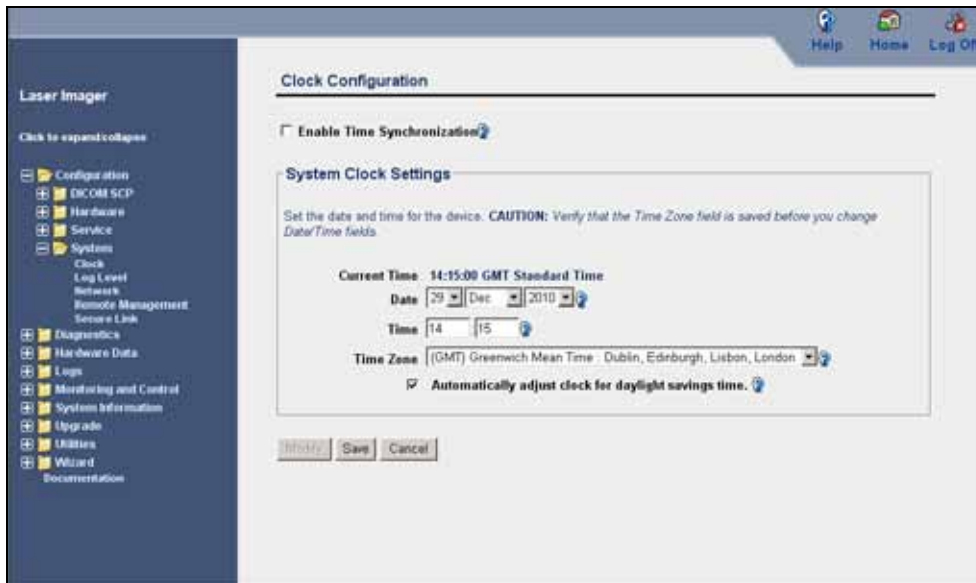 Help Home Log Of
Laser Imager
Click to expand/collapse
Configuration
DICOM SCP
Hardware
Service
System
Clock
Log Level
Network
Remote Management
Secure Link
Diagnostics
Hardware Data
Logs
Monitoring and Control
System Information
Upgrade
Utilities
Wizard
Documentation
Clock Configuration
Enable Time Synchronization
System Clock Settings
Set the date and time for the device. CAUTION: Verify that the Time Zone field is saved before you change
Date/Time fields.
Current Time 14:15:00 GMT Standard Time
Date 29 Dec 2010
Time 14 : 15
Time Zone (GMT) Greenwich Mean Time : Dublin, Edinburgh, Lisbon, London
Automatically adjust clock for daylight savings time.
Modify Save Cancel